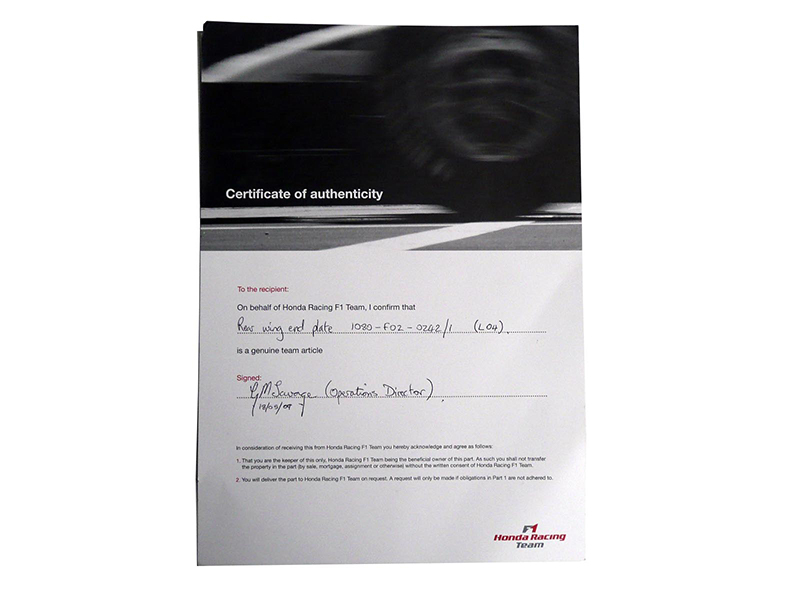 Certificate of authenticity
To the recipient:
On behalf of Honda Racing F1 Team, I confirm that
Rear wing end plate 1080-F02-0242/1 (L04).
is a genuine team article
Signed:
(Operations Director)
In consideration of receiving this from Honda Racing F1 Team you hereby acknowledge and agree as follows:
1. That you are the keeper of this only, Honda Racing F1 Team being the beneficial owner of this part. As such you shall not transfer
the property in the part (by sale, mortgage, assignment or otherwise) without the written consent of Honda Racing F1 Team.
2. You will deliver the part to Honda Racing F1 Team on request. A request will only be made if obligations in Part 1 are not adhered to.
F1
Honda Racing
Team